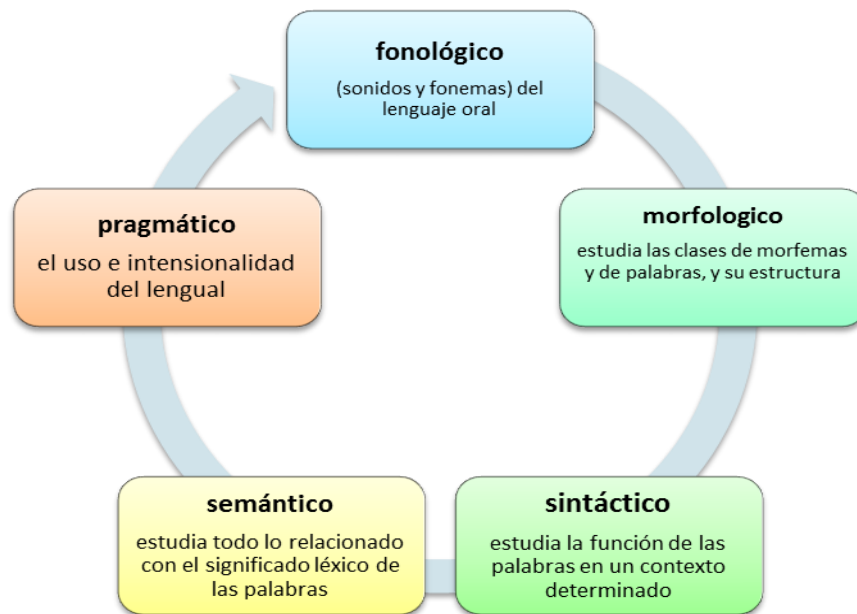 fonológico
(sonidos y fonemas) del
lenguaje oral
morfologico
estudia las clases de morfemas
y de palabras, y su estructura
sintáctico
estudia la función de las
palabras en un contexto
determinado
semántico
estudia todo lo relacionado
con el significado léxico de
las palabras
pragmático
el uso e intensionalidad
del lengual